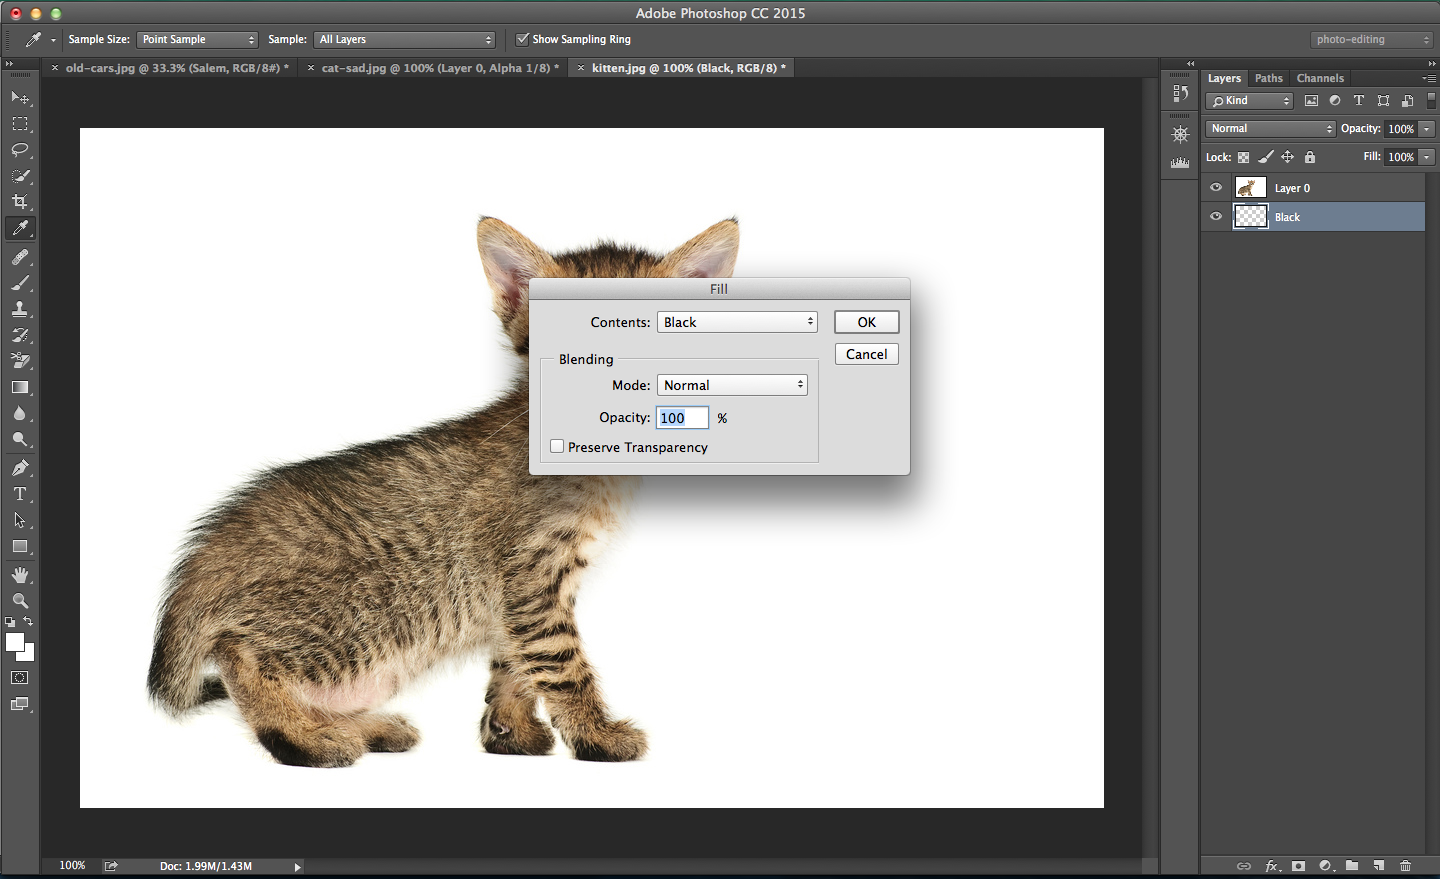 Adobe Photoshop CC 2015
Sample Size: Point Sample Sample: All Layers Show Sampling Ring photo-editing
old-cars.jpg @ 33.3% (Salem, RGB/8#) * cat-sad.jpg @ 100% (Layer 0, Alpha 1/8) * kitten.jpg @ 100% (Black, RGB/8) *
Layers Paths Channels
Kind
Normal Opacity: 100%
Lock: Fill: 100%
Layer 0
Black
Fill
Contents: Black OK
Cancel
Blending
Mode: Normal
Opacity: 100 %
Preserve Transparency
100% Doc: 1.99M/1.43M